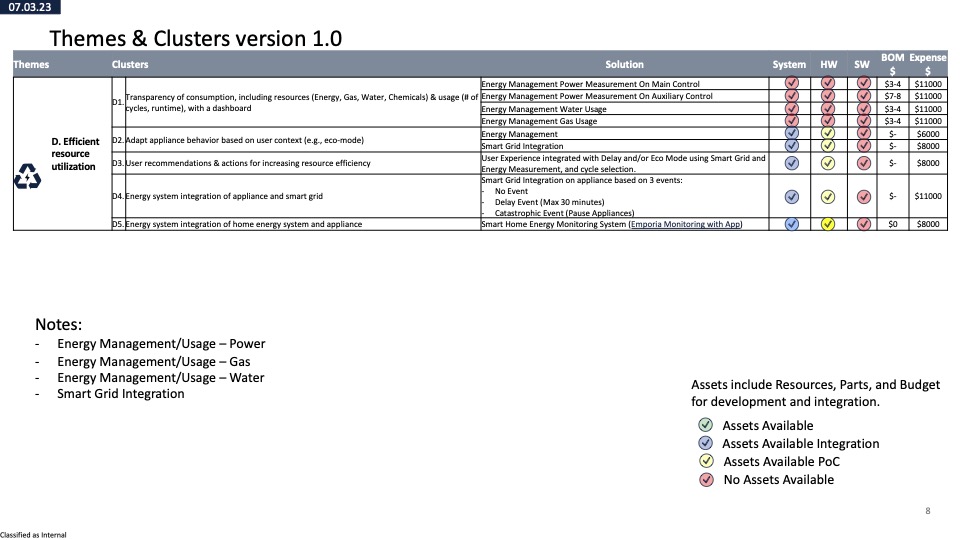 07.03.23
Themes & Clusters version 1.0
Themes Clusters Solution System HW SW BOM $ Expense $
D. Efficient resource utilization
D1. Transparency of consumption, including resources (Energy, Gas, Water, Chemicals) & usage (# of cycles, runtime), with a dashboard
Energy Management Power Measurement On Main Control $3-4 $11000
Energy Management Power Measurement On Auxiliary Control $7-8 $11000
Energy Management Water Usage $3-4 $11000
Energy Management Gas Usage $3-4 $11000
D2. Adapt appliance behavior based on user context (e.g., eco-mode)
Energy Management $- $6000
Smart Grid Integration $- $8000
D3. User recommendations & actions for increasing resource efficiency
User Experience integrated with Delay and/or Eco Mode using Smart Grid and
Energy Measurement, and cycle selection. $- $8000
D4. Energy system integration of appliance and smart grid
Smart Grid Integration on appliance based on 3 events:
- No Event
- Delay Event (Max 30 minutes)
- Catastrophic Event (Pause Appliances)
$- $11000
D5. Energy system integration of home energy system and appliance
Smart Home Energy Monitoring System (Emporia Monitoring with App) $0 $8000
Notes:
- Energy Management/Usage – Power
- Energy Management/Usage – Gas
- Energy Management/Usage – Water
- Smart Grid Integration
Assets include Resources, Parts, and Budget
for development and integration.
Assets Available
Assets Available Integration
Assets Available PoC
No Assets Available
8
Classified as Internal